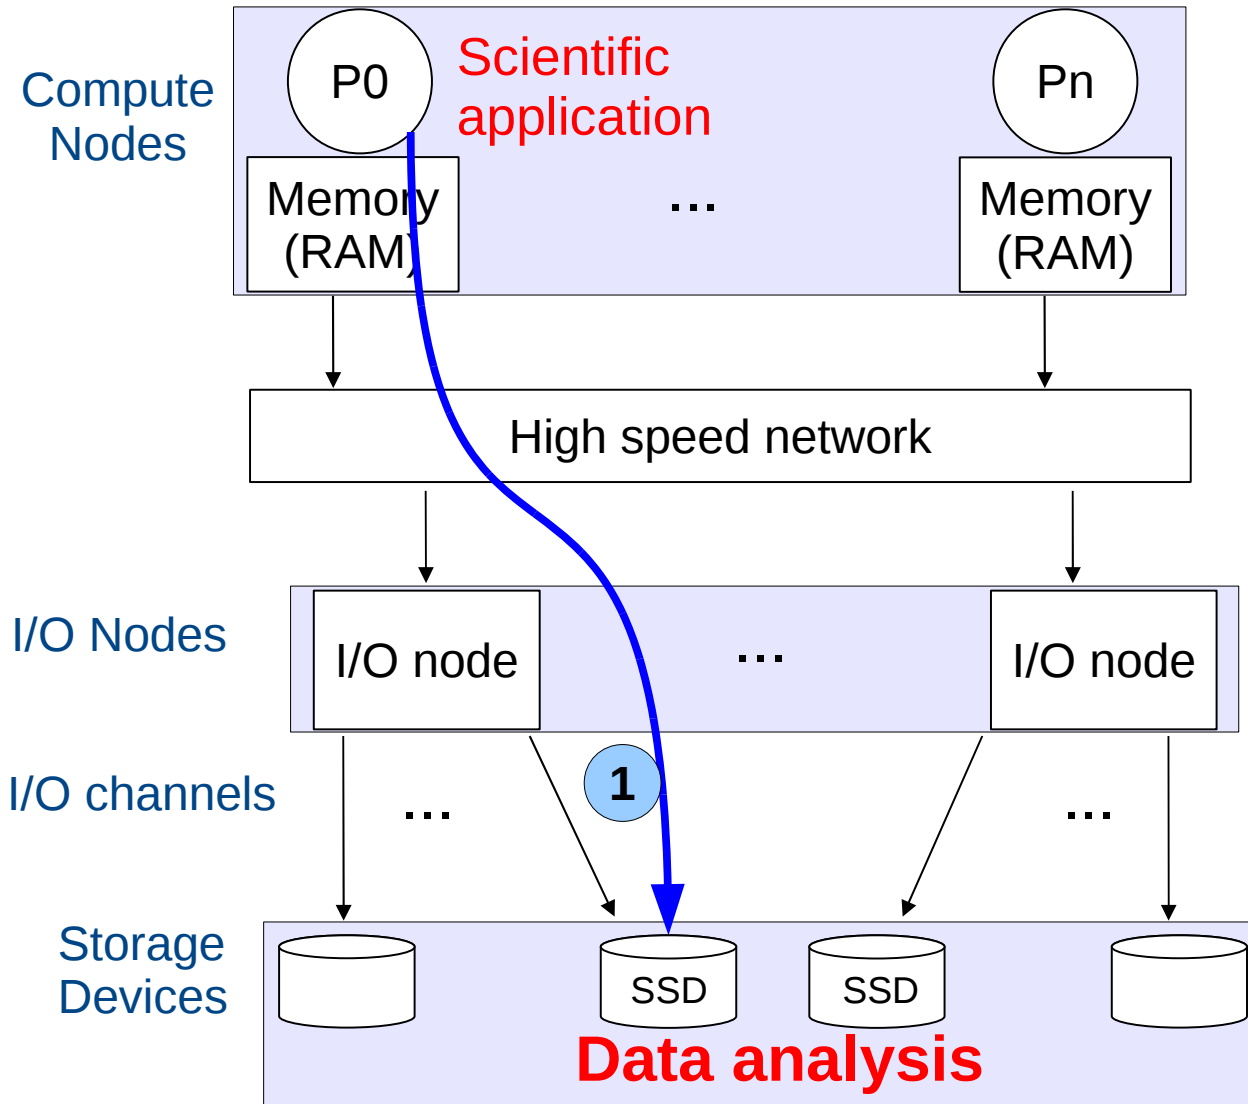 P0
Scientific
application
Pn
Compute
Nodes
Memory
(RAM)
...
Memory
(RAM)
High speed network
I/O Nodes
I/O node
...
I/O node
I/O channels
...
1
...
Storage
Devices
SSD
SSD
Data analysis